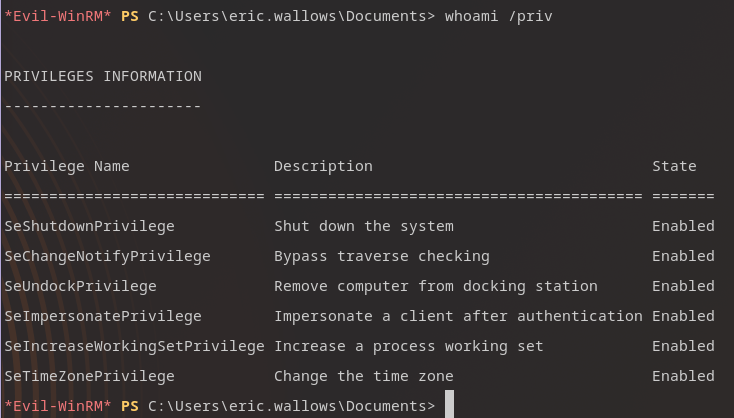 *Evil-WinRM* PS C:\Users\eric.wallows\Documents> whoami /priv
PRIVILEGES INFORMATION
----------------------
Privilege Name                Description                               State
============================= ========================================= =======
SeShutdownPrivilege           Shut down the system                      Enabled
SeChangeNotifyPrivilege       Bypass traverse checking                  Enabled
SeUndockPrivilege             Remove computer from docking station      Enabled
SeImpersonatePrivilege        Impersonate a client after authentication Enabled
SeIncreaseWorkingSetPrivilege Increase a process working set            Enabled
SeTimeZonePrivilege           Change the time zone                      Enabled
*Evil-WinRM* PS C:\Users\eric.wallows\Documents>